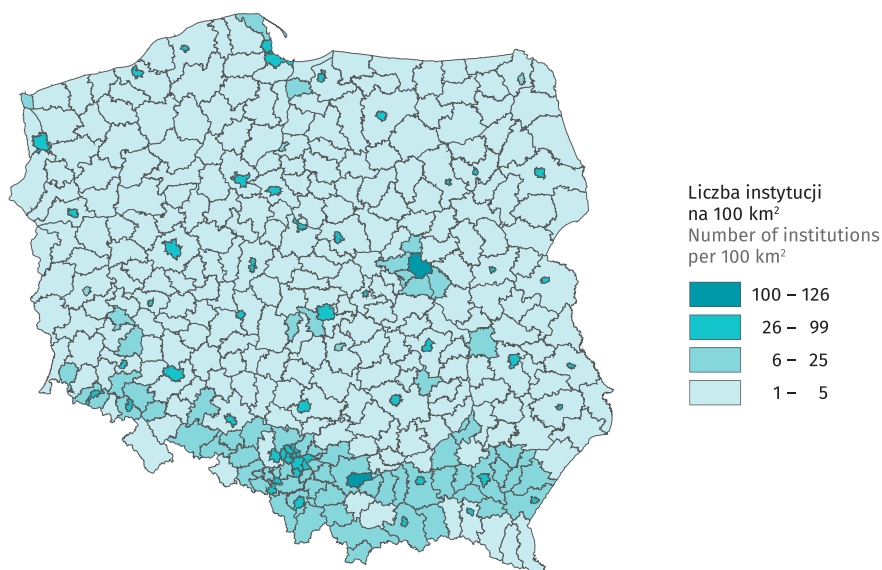 Liczba instytucji
na 100 km²
Number of institutions
per 100 km²
100 – 126
26 – 99
6 – 25
1 – 5